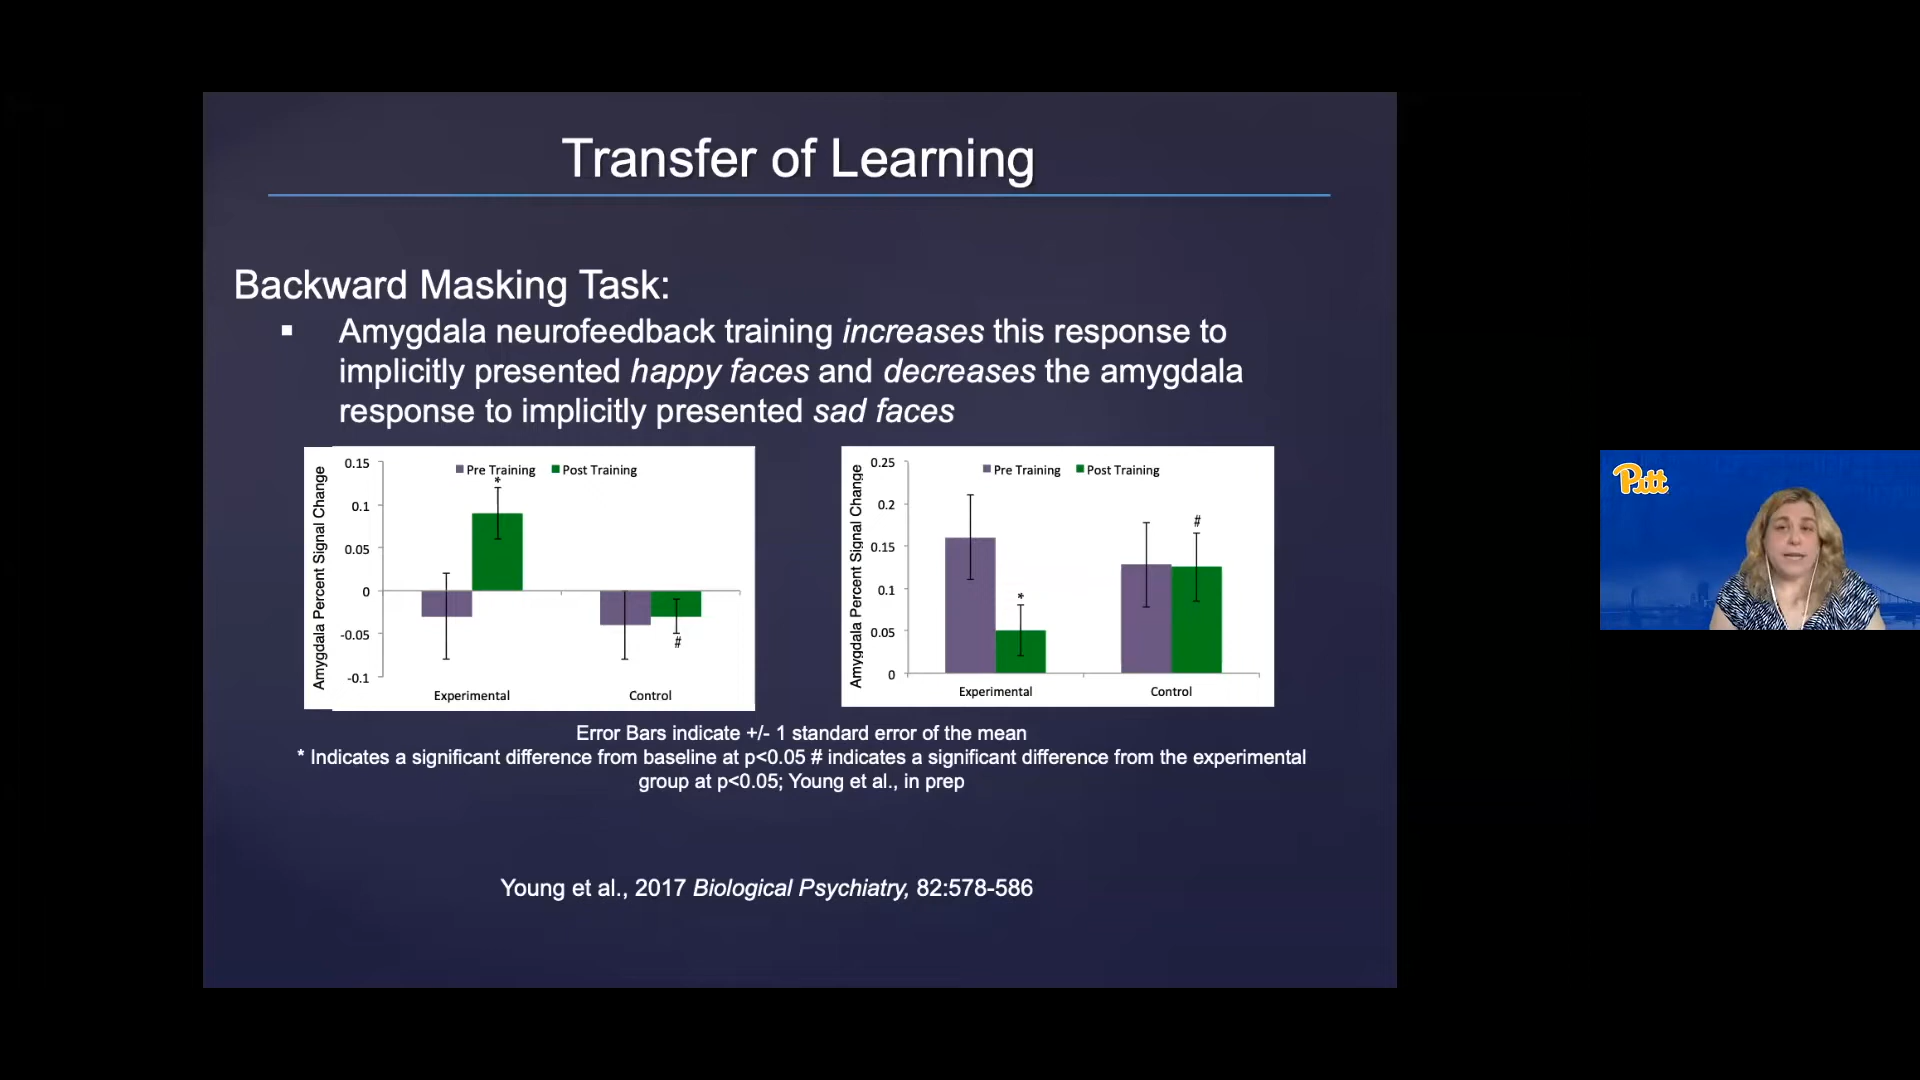 Transfer of Learning
Backward Masking Task:
▪ Amygdala neurofeedback training increases this response to
implicitly presented happy faces and decreases the amygdala
response to implicitly presented sad faces
Amygdala Percent Signal Change
0.15
0.1
0.05
0
-0.05
-0.1
Pre Training Post Training
*
#
Experimental Control
Amygdala Percent Signal Change
0.25
0.2
0.15
0.1
0.05
0
Pre Training Post Training
*
#
Experimental Control
Error Bars indicate +/- 1 standard error of the mean
* Indicates a significant difference from baseline at p<0.05 # indicates a significant difference from the experimental
group at p<0.05; Young et al., in prep
Young et al., 2017 Biological Psychiatry, 82:578-586
Pitt